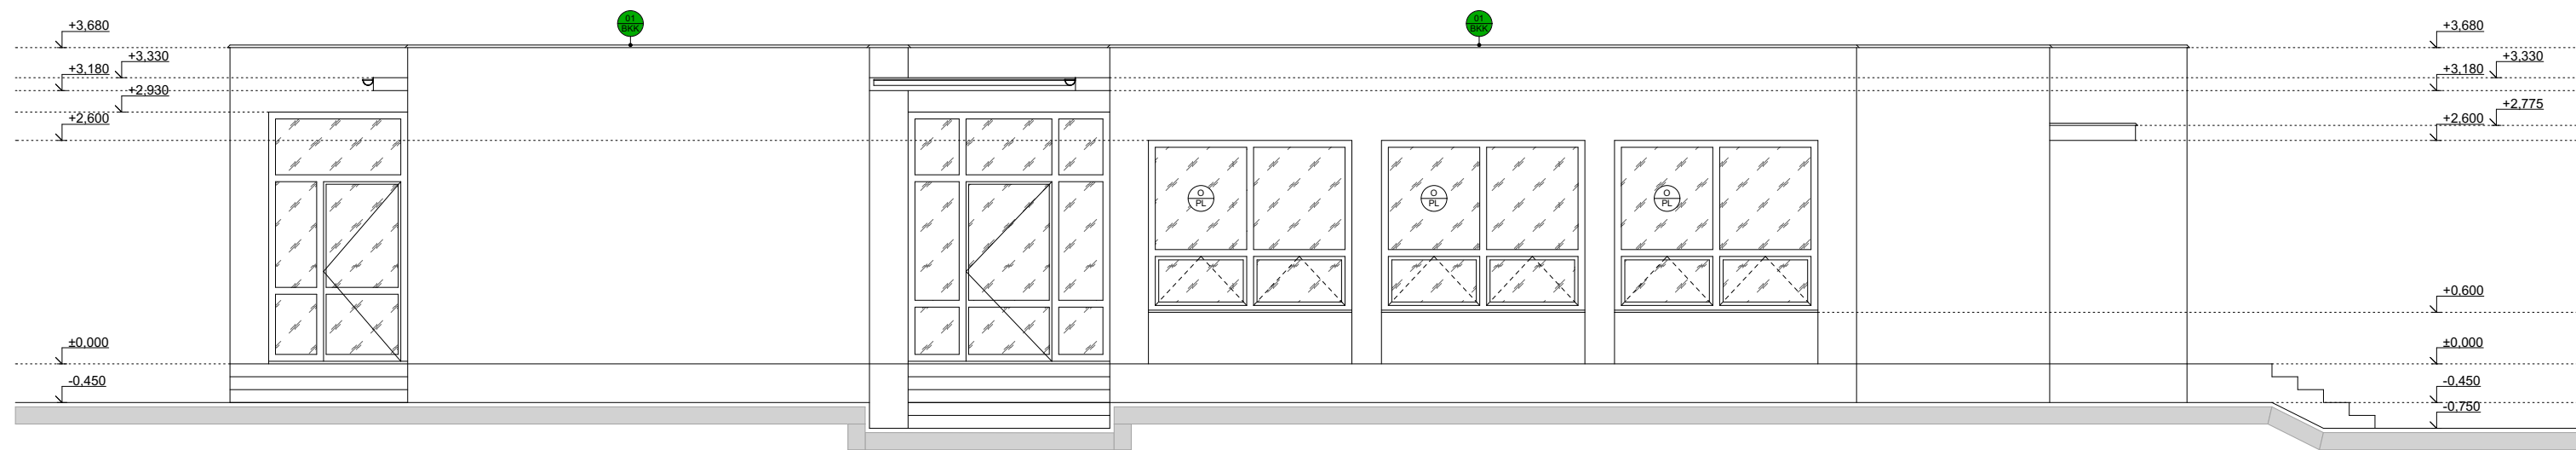 01
BKK
01
BKK
+3,680
+3,680
+3,330
+3,330
+3,180
+3,180
+2,930
+2,775
+2,600
+2,600
O
PL
O
PL
O
PL
+0,600
±0,000
±0,000
-0,450
-0,450
-0,750